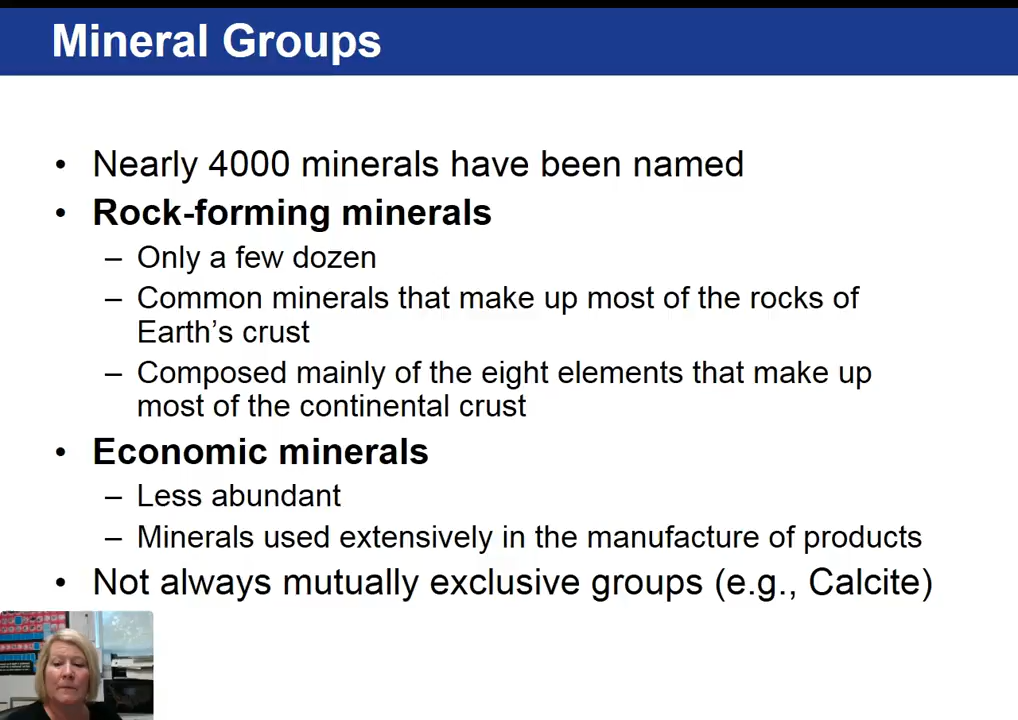 Mineral Groups
• Nearly 4000 minerals have been named
• Rock-forming minerals
– Only a few dozen
– Common minerals that make up most of the rocks of
Earth’s crust
– Composed mainly of the eight elements that make up
most of the continental crust
• Economic minerals
– Less abundant
– Minerals used extensively in the manufacture of products
• Not always mutually exclusive groups (e.g., Calcite)